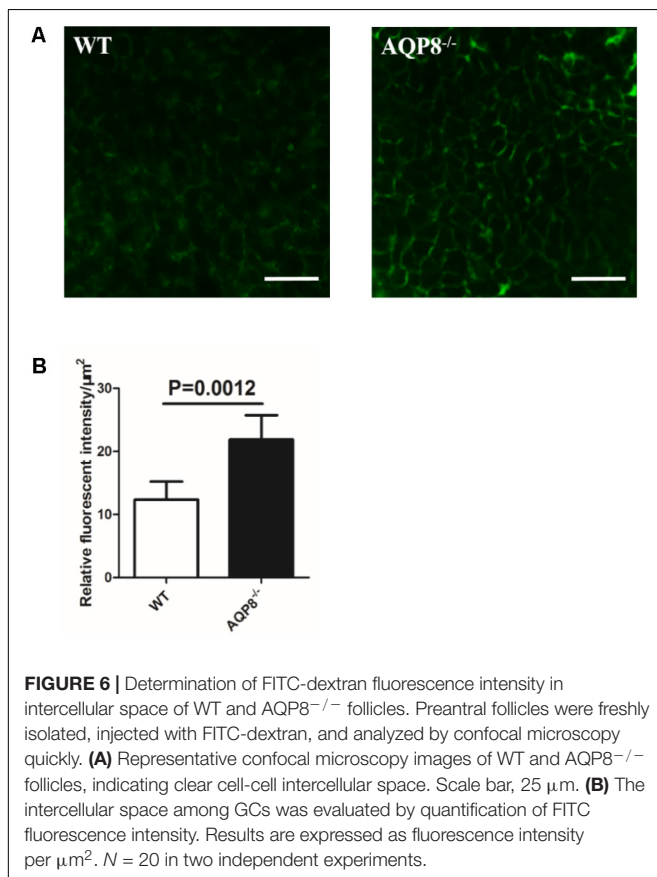 A
WT
AQP8-/-
B
P=0.0012
Relative fluorescent intensity/μm²
30
20
10
0
WT
AQP8-/-
FIGURE 6 | Determination of FITC-dextran fluorescence intensity in
intercellular space of WT and AQP8−/− follicles. Preantral follicles were freshly
isolated, injected with FITC-dextran, and analyzed by confocal microscopy
quickly. (A) Representative confocal microscopy images of WT and AQP8−/−
follicles, indicating clear cell-cell intercellular space. Scale bar, 25 μm. (B) The
intercellular space among GCs was evaluated by quantification of FITC
fluorescence intensity. Results are expressed as fluorescence intensity
per μm². N = 20 in two independent experiments.